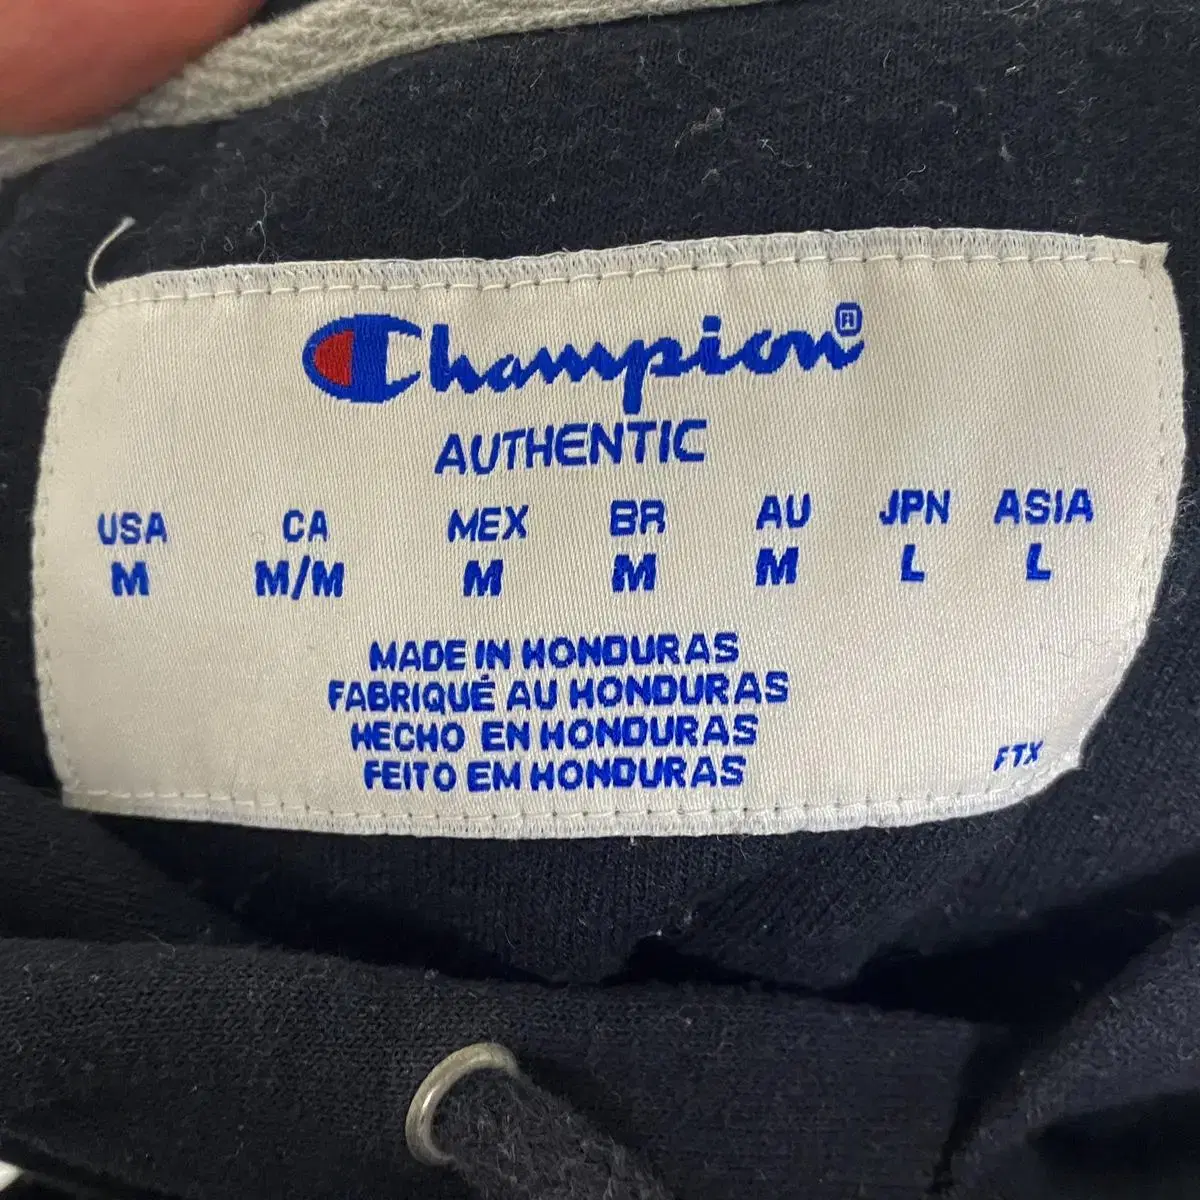 Champion®
AUTHENTIC
USA CA MEX BR AU JPN ASIA
M M/M M M M L L
MADE IN HONDURAS
FABRIQUÉ AU HONDURAS
HECHO EN HONDURAS
FEITO EM HONDURAS
FTX